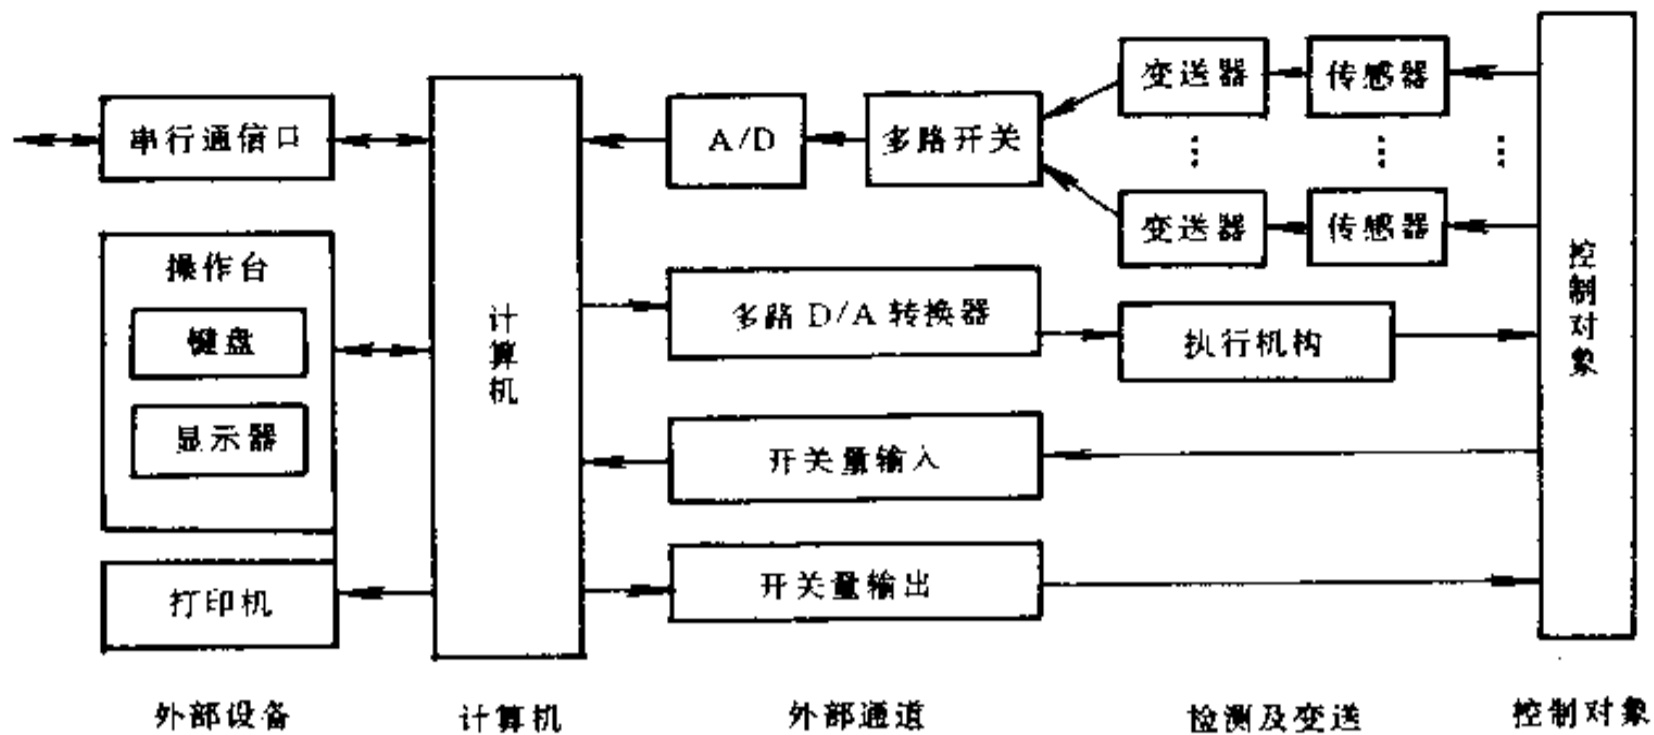 串行通信口
操作台
键盘
显示器
打印机
计算机
A/D
多路开关
变送器
传感器
变送器
传感器
多路 D/A 转换器
执行机构
开关量输入
开关量输出
控制对象
外部设备
计算机
外部通道
检测及变送
控制对象